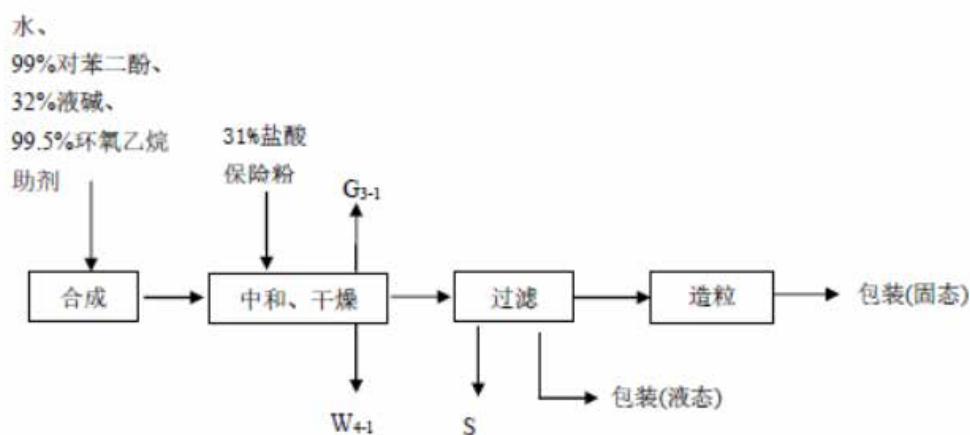 水、
99%对苯二酚、
32%液碱、
99.5%环氧乙烷
助剂
31%盐酸
保险粉
G3-1
合成
中和、干燥
过滤
造粒
包装(固态)
包装(液态)
W4-1
S